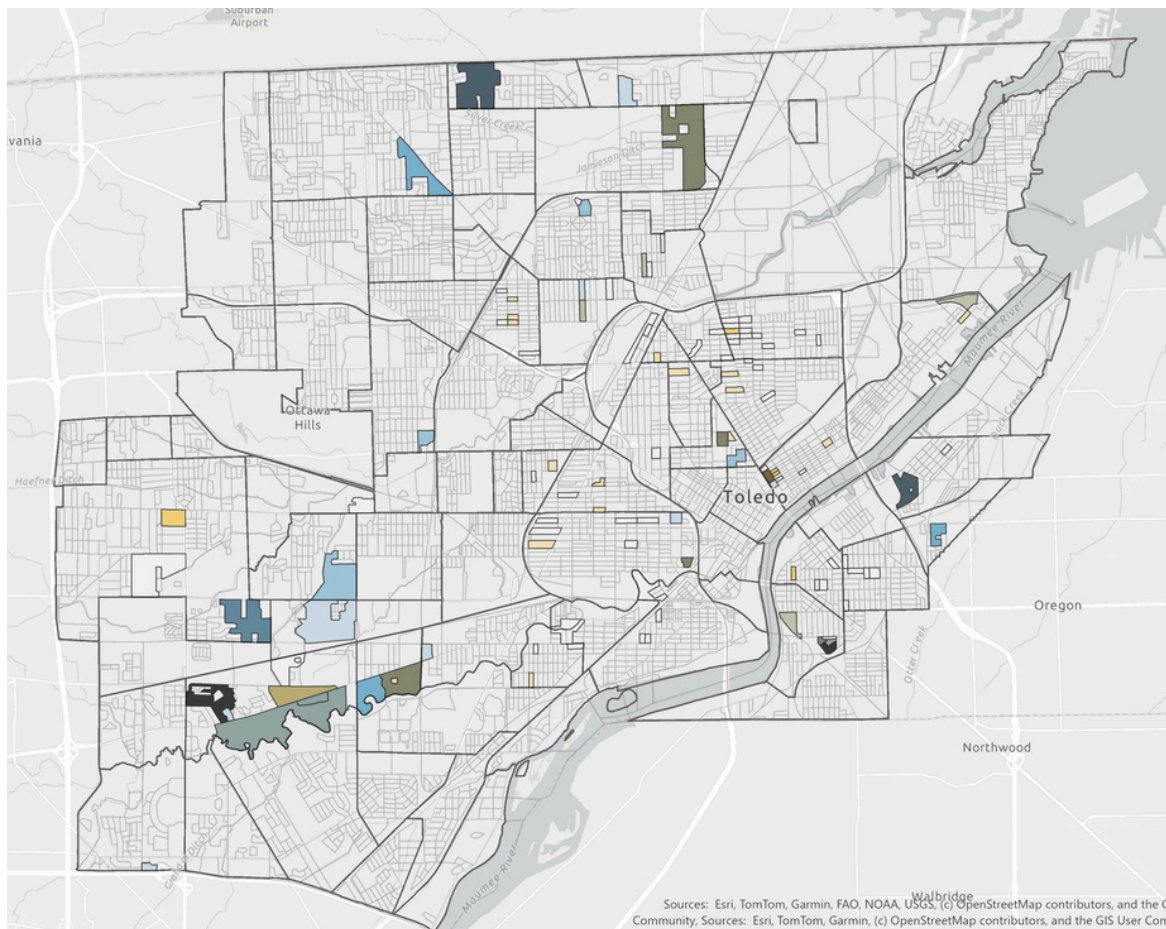 Suburban
Airport
vania
Silver Creek
Jamieson Ditch
Ottawa
Hills
Maumee River
Duck Creek
Haefner Ditch
Toledo
Oregon
Otter Creek
Northwood
Ditch
Maumee River
Walbridge
Sources: Esri, TomTom, Garmin, FAO, NOAA, USGS, (c) OpenStreetMap contributors, and the G
Community, Sources: Esri, TomTom, Garmin, (c) OpenStreetMap contributors, and the GIS User Com